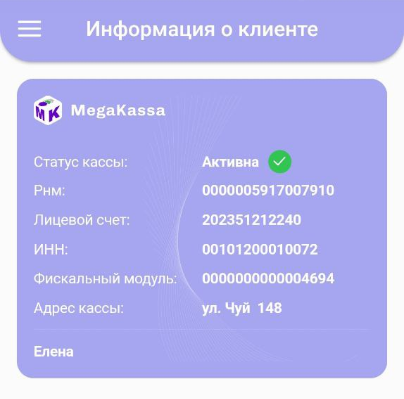 Информация о клиенте
MK MegaKassa
Статус кассы: Активна
Рнм: 0000005917007910
Лицевой счет: 202351212240
ИНН: 00101200010072
Фискальный модуль: 0000000000004694
Адрес кассы: ул. Чуй 148
Елена